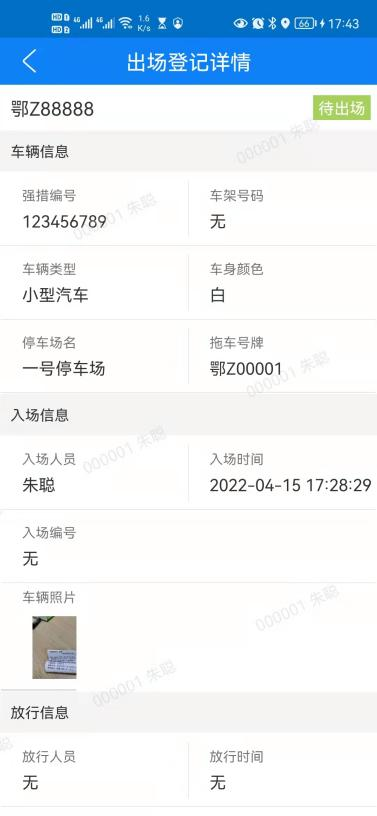 HD 1 4G 4G 1.6 K/s HD 2 66 17:43
出场登记详情
鄂Z88888 待出场
车辆信息
强措编号 车架号码
123456789 无
车辆类型 车身颜色
小型汽车 白
停车场名 拖车号牌
一号停车场 鄂Z00001
入场信息
入场人员 入场时间
朱聪 2022-04-15 17:28:29
入场编号
无
车辆照片
放行信息
放行人员 放行时间
无 无
000001 朱聪
000001 朱聪
000001 朱聪
000001 朱聪
000001 朱聪
000001 朱聪